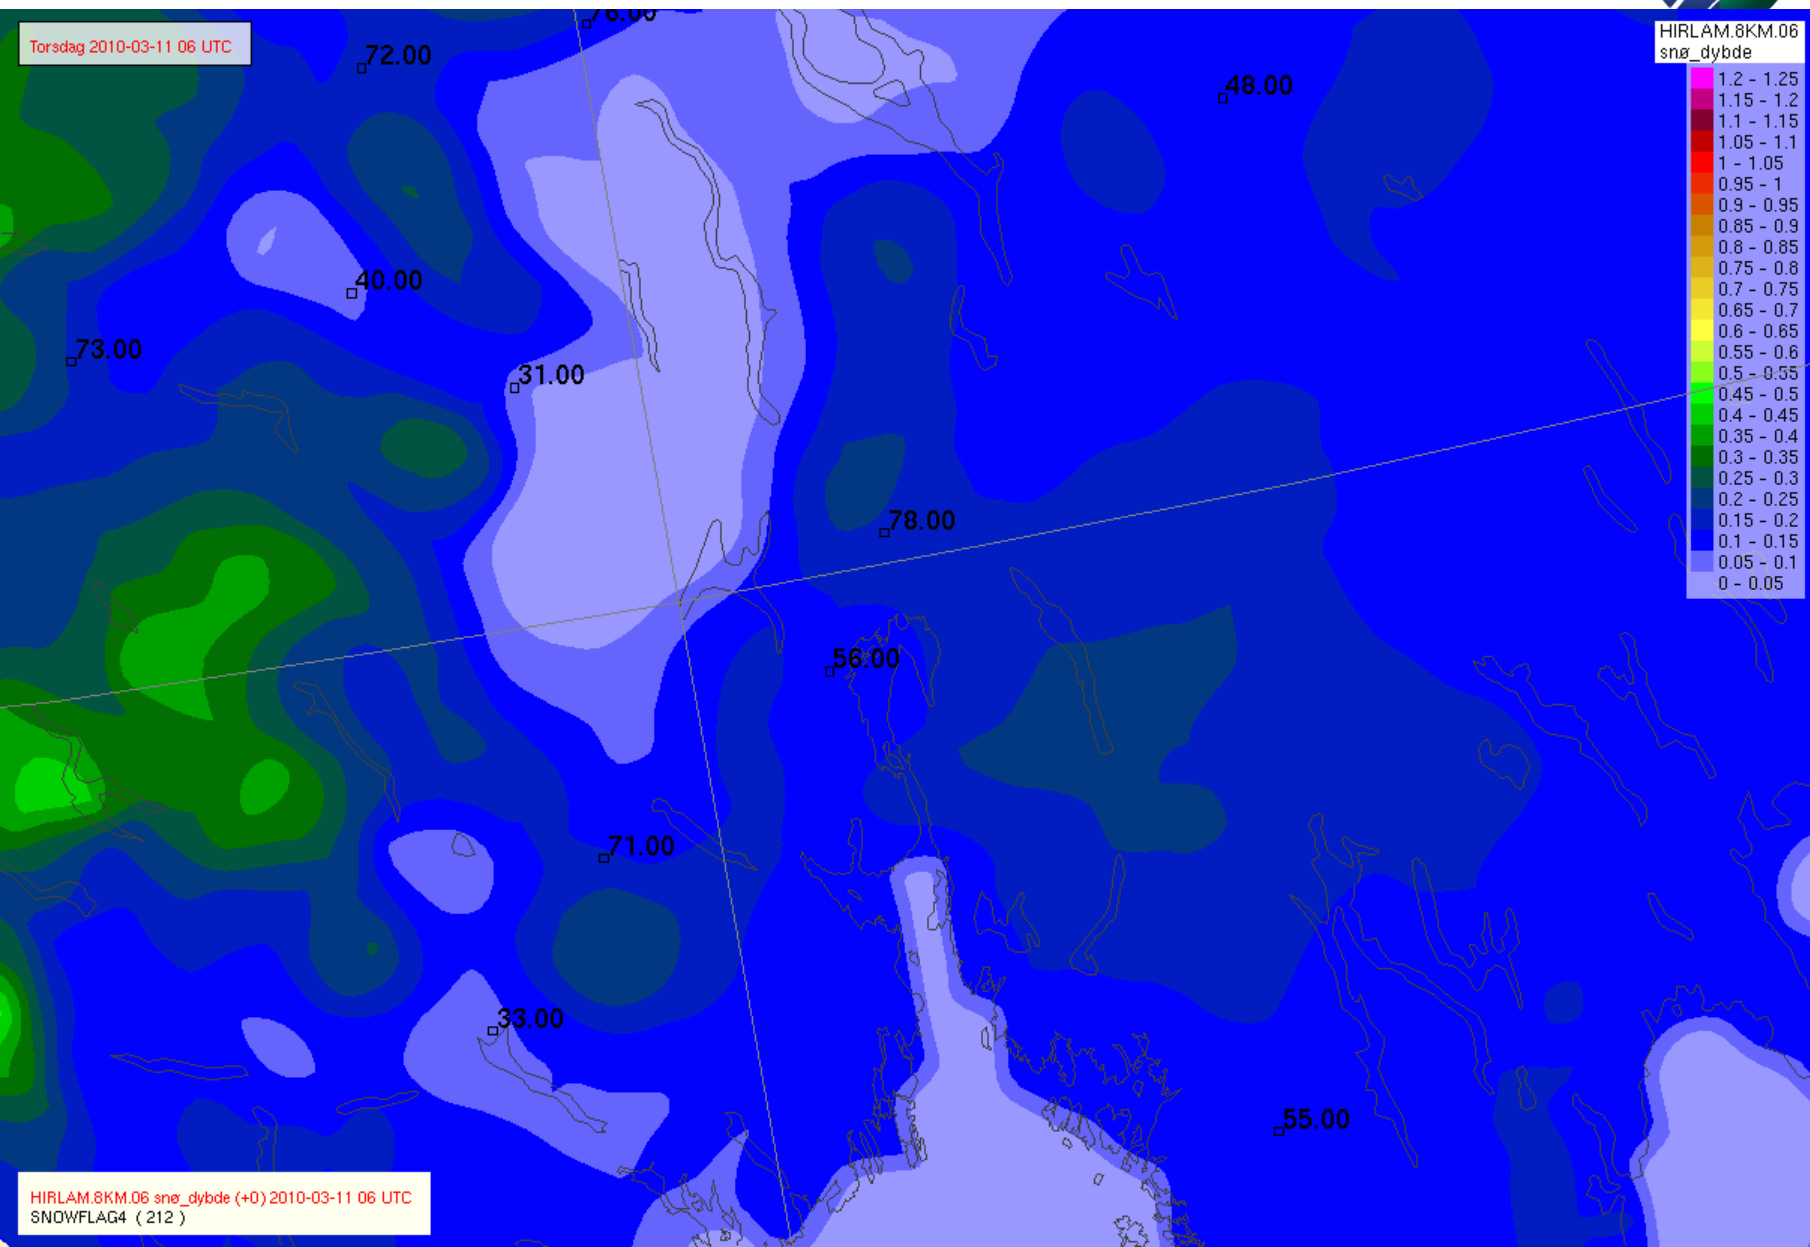 Torsdag 2010-03-11 06 UTC
HIRLAM.8KM.06
snø_dybde
1.2 - 1.25
1.15 - 1.2
1.1 - 1.15
1.05 - 1.1
1 - 1.05
0.95 - 1
0.9 - 0.95
0.85 - 0.9
0.8 - 0.85
0.75 - 0.8
0.7 - 0.75
0.65 - 0.7
0.6 - 0.65
0.55 - 0.6
0.5 - 0.55
0.45 - 0.5
0.4 - 0.45
0.35 - 0.4
0.3 - 0.35
0.25 - 0.3
0.2 - 0.25
0.15 - 0.2
0.1 - 0.15
0.05 - 0.1
0 - 0.05
72.00
48.00
40.00
73.00
31.00
78.00
56.00
71.00
33.00
55.00
HIRLAM.8KM.06 snø_dybde (+0) 2010-03-11 06 UTC
SNOWFLAG4 ( 212 )